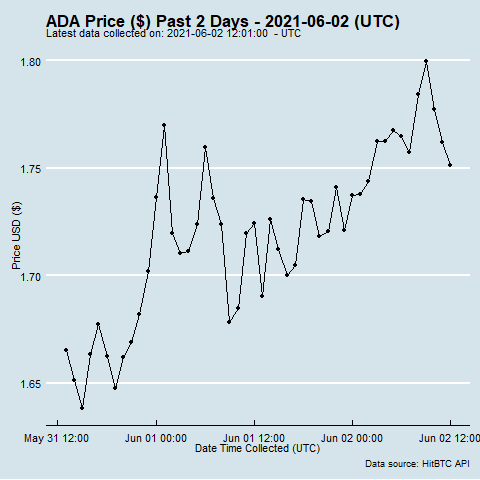 ADA Price ($) Past 2 Days - 2021-06-02 (UTC)
Latest data collected on: 2021-06-02 12:01:00  - UTC
1.80
1.75
1.70
1.65
Price USD ($)
May 31 12:00 Jun 01 00:00 Jun 01 12:00 Jun 02 00:00 Jun 02 12:00
Date Time Collected (UTC)
Data source: HitBTC API